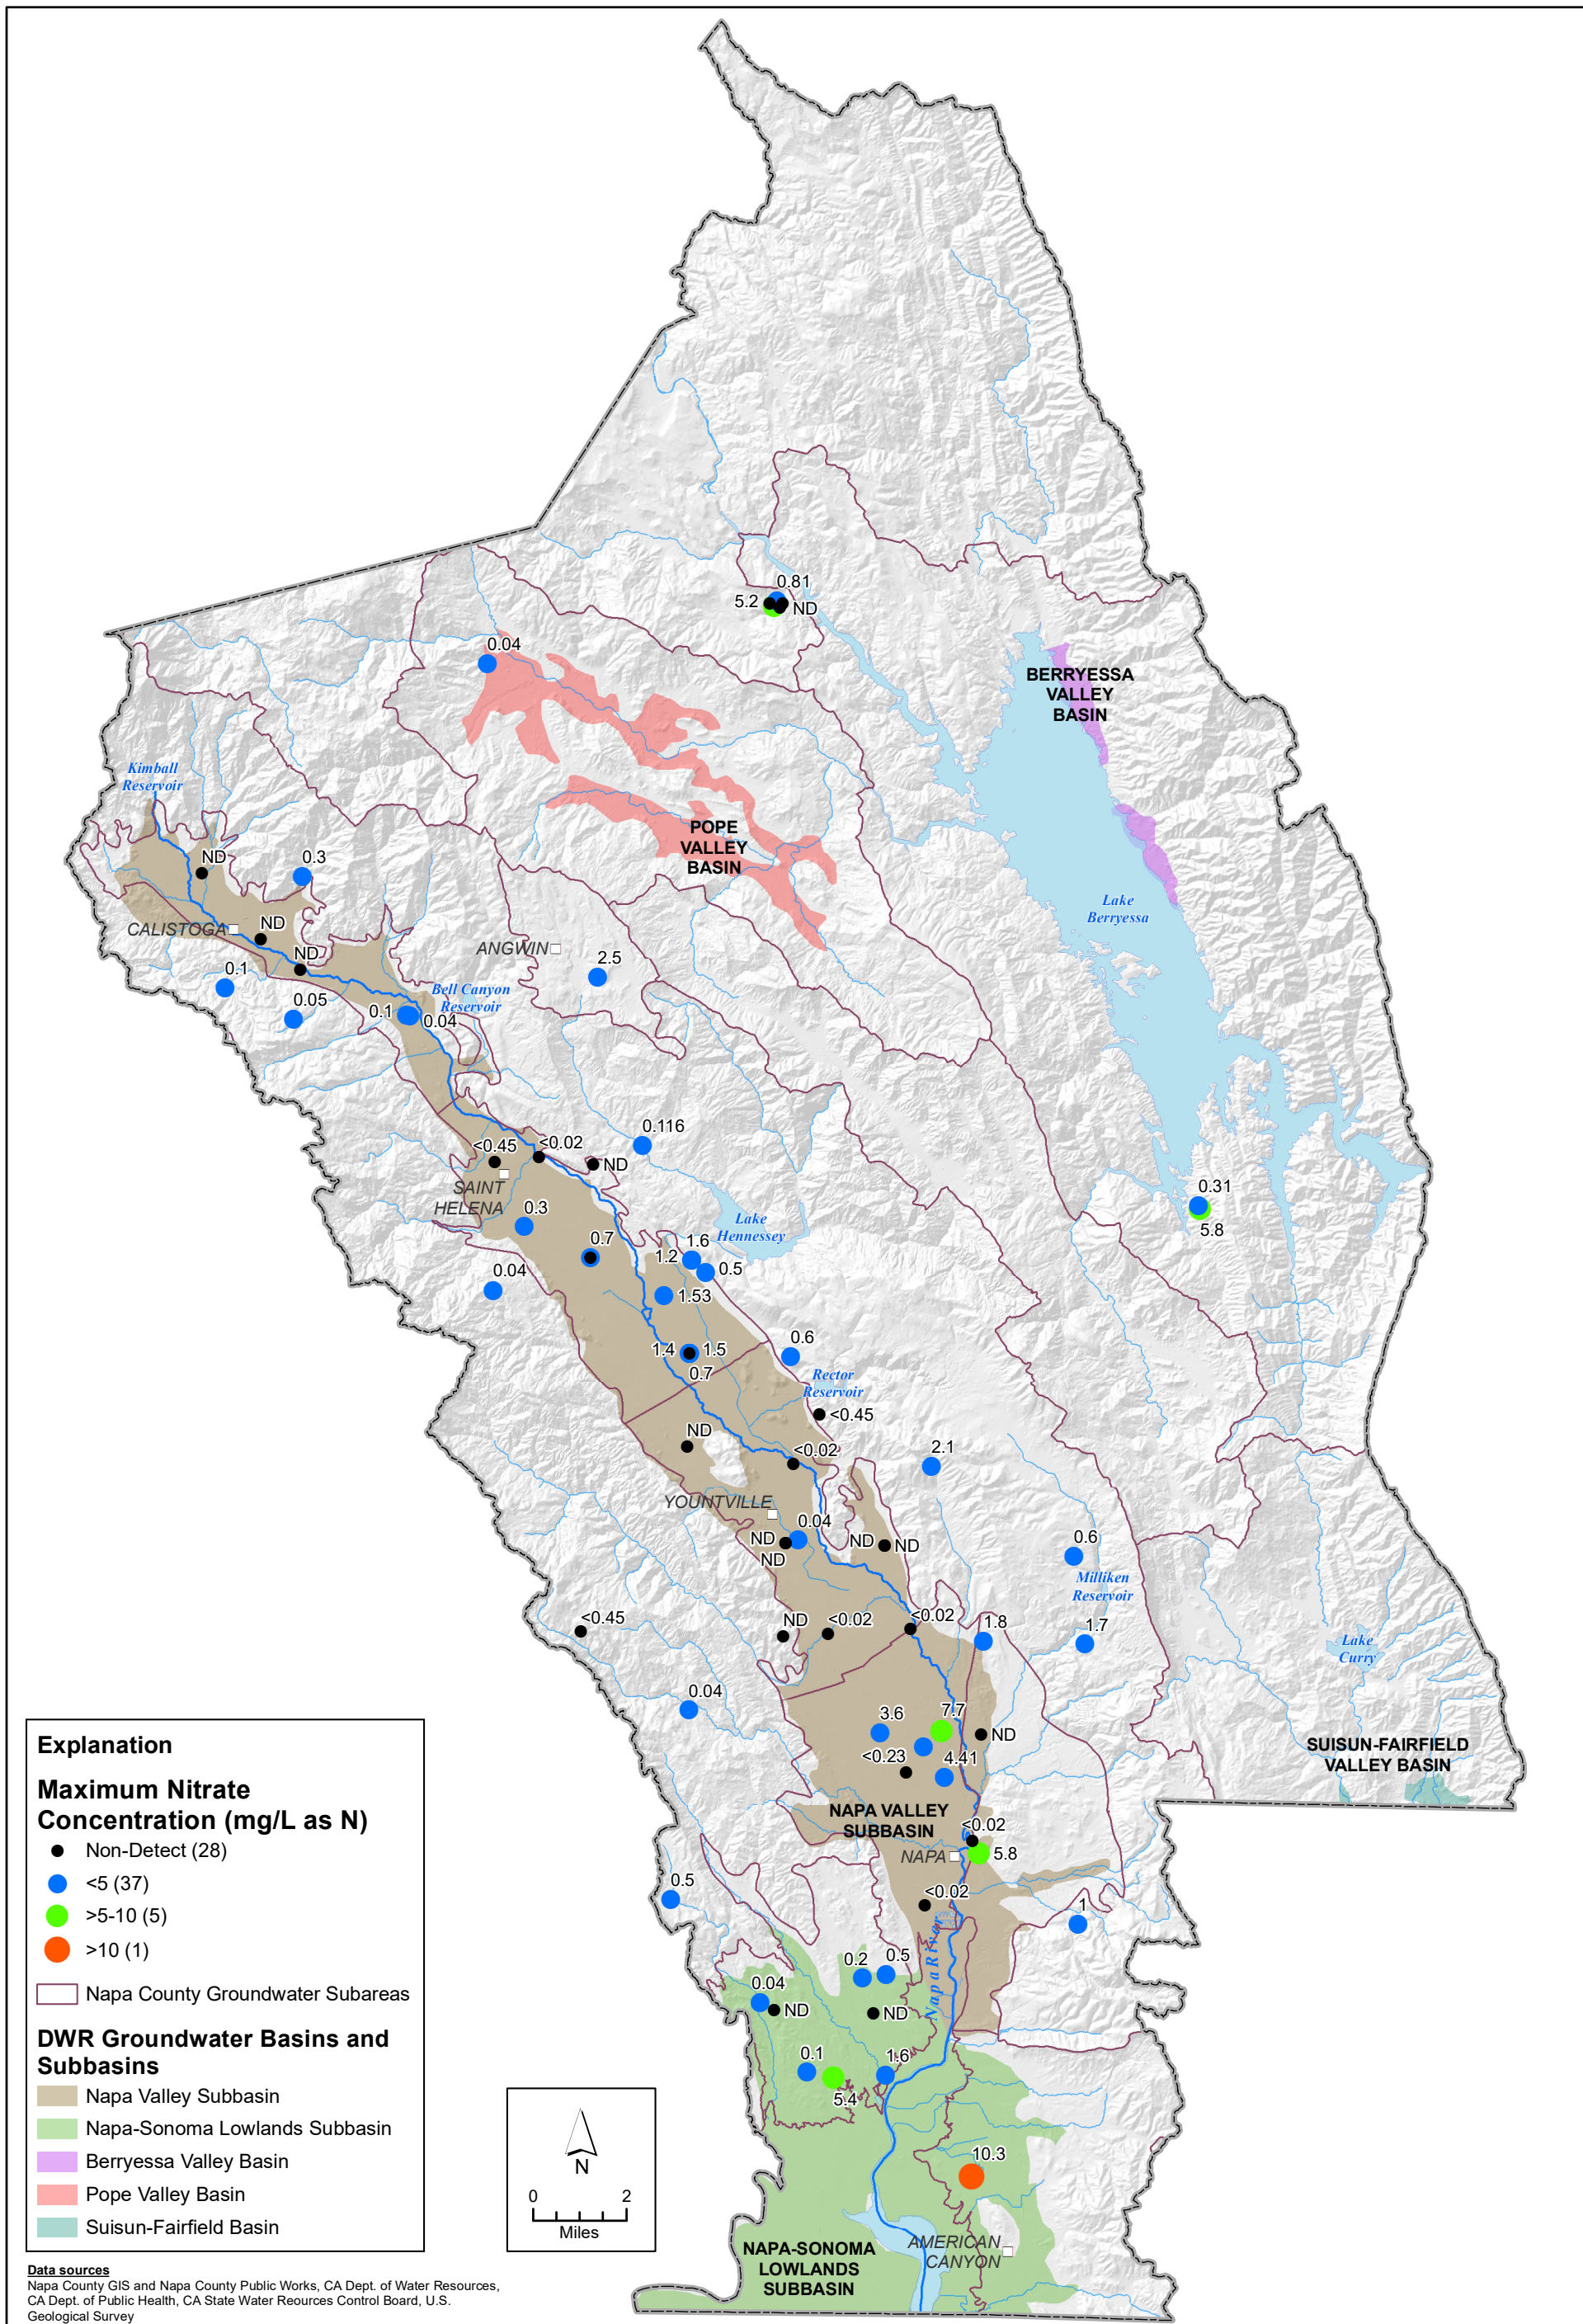 0.81
5.2
ND
0.04
BERRYESSA
VALLEY
BASIN
Kimball
Reservoir
POPE
VALLEY
BASIN
ND
0.3
Lake
Berryessa
CALISTOGA
ND
ANGWIN
ND
2.5
0.1
Bell Canyon
Reservoir
0.05
0.1
0.04
0.116
<0.45
<0.02
ND
SAINT
HELENA
0.31
5.8
0.3
Lake
Hennessey
0.7
1.6
1.2
0.5
0.04
1.53
1.4
1.5
0.7
0.6
Rector
Reservoir
<0.45
ND
<0.02
2.1
YOUNTVILLE
0.04
ND
ND
ND
ND
0.6
Milliken
Reservoir
<0.45
ND
<0.02
<0.02
1.8
1.7
Lake
Curry
0.04
3.6
7.7
ND
<0.23
4.41
SUISUN-FAIRFIELD
VALLEY BASIN
NAPA VALLEY
SUBBASIN
<0.02
NAPA
5.8
0.5
<0.02
1
Napa River
0.2
0.5
0.04
ND
ND
0.1
1.6
5.4
10.3
AMERICAN
CANYON
NAPA-SONOMA
LOWLANDS
SUBBASIN
Explanation
Maximum Nitrate
Concentration (mg/L as N)
Non-Detect (28)
<5 (37)
>5-10 (5)
>10 (1)
Napa County Groundwater Subareas
DWR Groundwater Basins and
Subbasins
Napa Valley Subbasin
Napa-Sonoma Lowlands Subbasin
Berryessa Valley Basin
Pope Valley Basin
Suisun-Fairfield Basin
N
0 2
Miles
Data sources
Napa County GIS and Napa County Public Works, CA Dept. of Water Resources,
CA Dept. of Public Health, CA State Water Reources Control Board, U.S.
Geological Survey